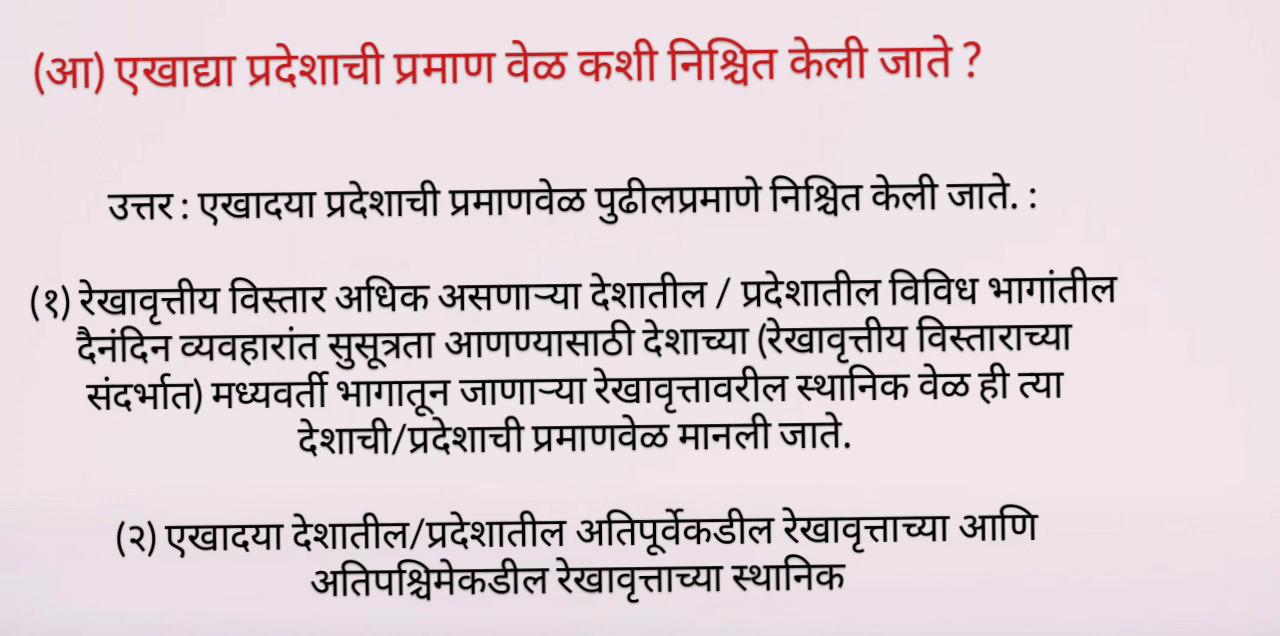 (आ) एखाद्या प्रदेशाची प्रमाण वेळ कशी निश्चित केली जाते ?
उत्तर : एखादया प्रदेशाची प्रमाणवेळ पुढीलप्रमाणे निश्चित केली जाते. :
(१) रेखावृत्तीय विस्तार अधिक असणाऱ्या देशातील / प्रदेशातील विविध भागांतील
दैनंदिन व्यवहारांत सुसूत्रता आणण्यासाठी देशाच्या (रेखावृत्तीय विस्ताराच्या
संदर्भात) मध्यवर्ती भागातून जाणाऱ्या रेखावृत्तावरील स्थानिक वेळ ही त्या
देशाची/प्रदेशाची प्रमाणवेळ मानली जाते.
(२) एखादया देशातील/प्रदेशातील अतिपूर्वेकडील रेखावृत्ताच्या आणि
अतिपश्चिमेकडील रेखावृत्ताच्या स्थानिक